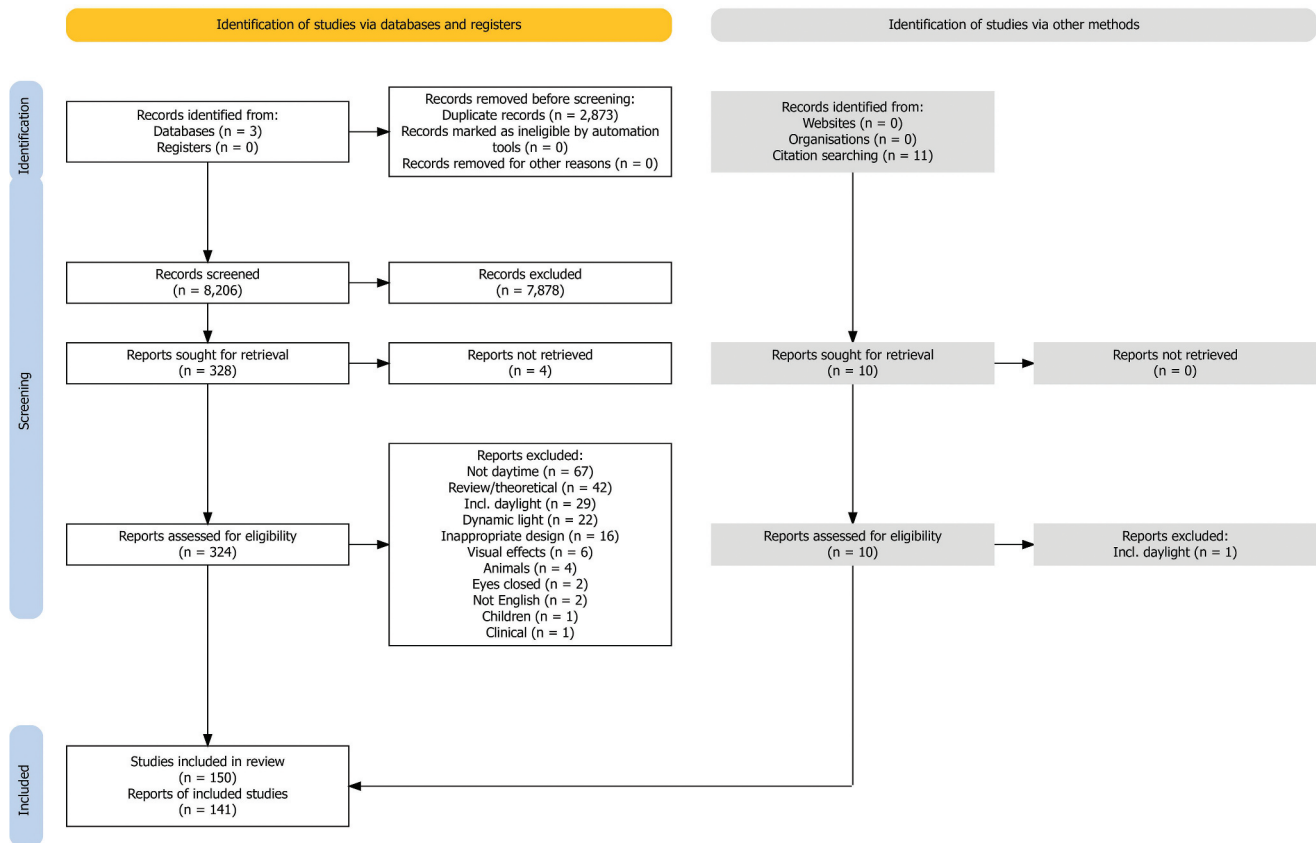 Identification of studies via databases and registers
Identification of studies via other methods
Identification
Records identified from:
Databases (n = 3)
Registers (n = 0)
Records removed before screening:
Duplicate records (n = 2,873)
Records marked as ineligible by automation
tools (n = 0)
Records removed for other reasons (n = 0)
Records identified from:
Websites (n = 0)
Organisations (n = 0)
Citation searching (n = 11)
Screening
Records screened
(n = 8,206)
Records excluded
(n = 7,878)
Reports sought for retrieval
(n = 328)
Reports not retrieved
(n = 4)
Reports sought for retrieval
(n = 10)
Reports not retrieved
(n = 0)
Reports assessed for eligibility
(n = 324)
Reports excluded:
Not daytime (n = 67)
Review/theoretical (n = 42)
Incl. daylight (n = 29)
Dynamic light (n = 22)
Inappropriate design (n = 16)
Visual effects (n = 6)
Animals (n = 4)
Eyes closed (n = 2)
Not English (n = 2)
Children (n = 1)
Clinical (n = 1)
Reports assessed for eligibility
(n = 10)
Reports excluded:
Incl. daylight (n = 1)
Included
Studies included in review
(n = 150)
Reports of included studies
(n = 141)